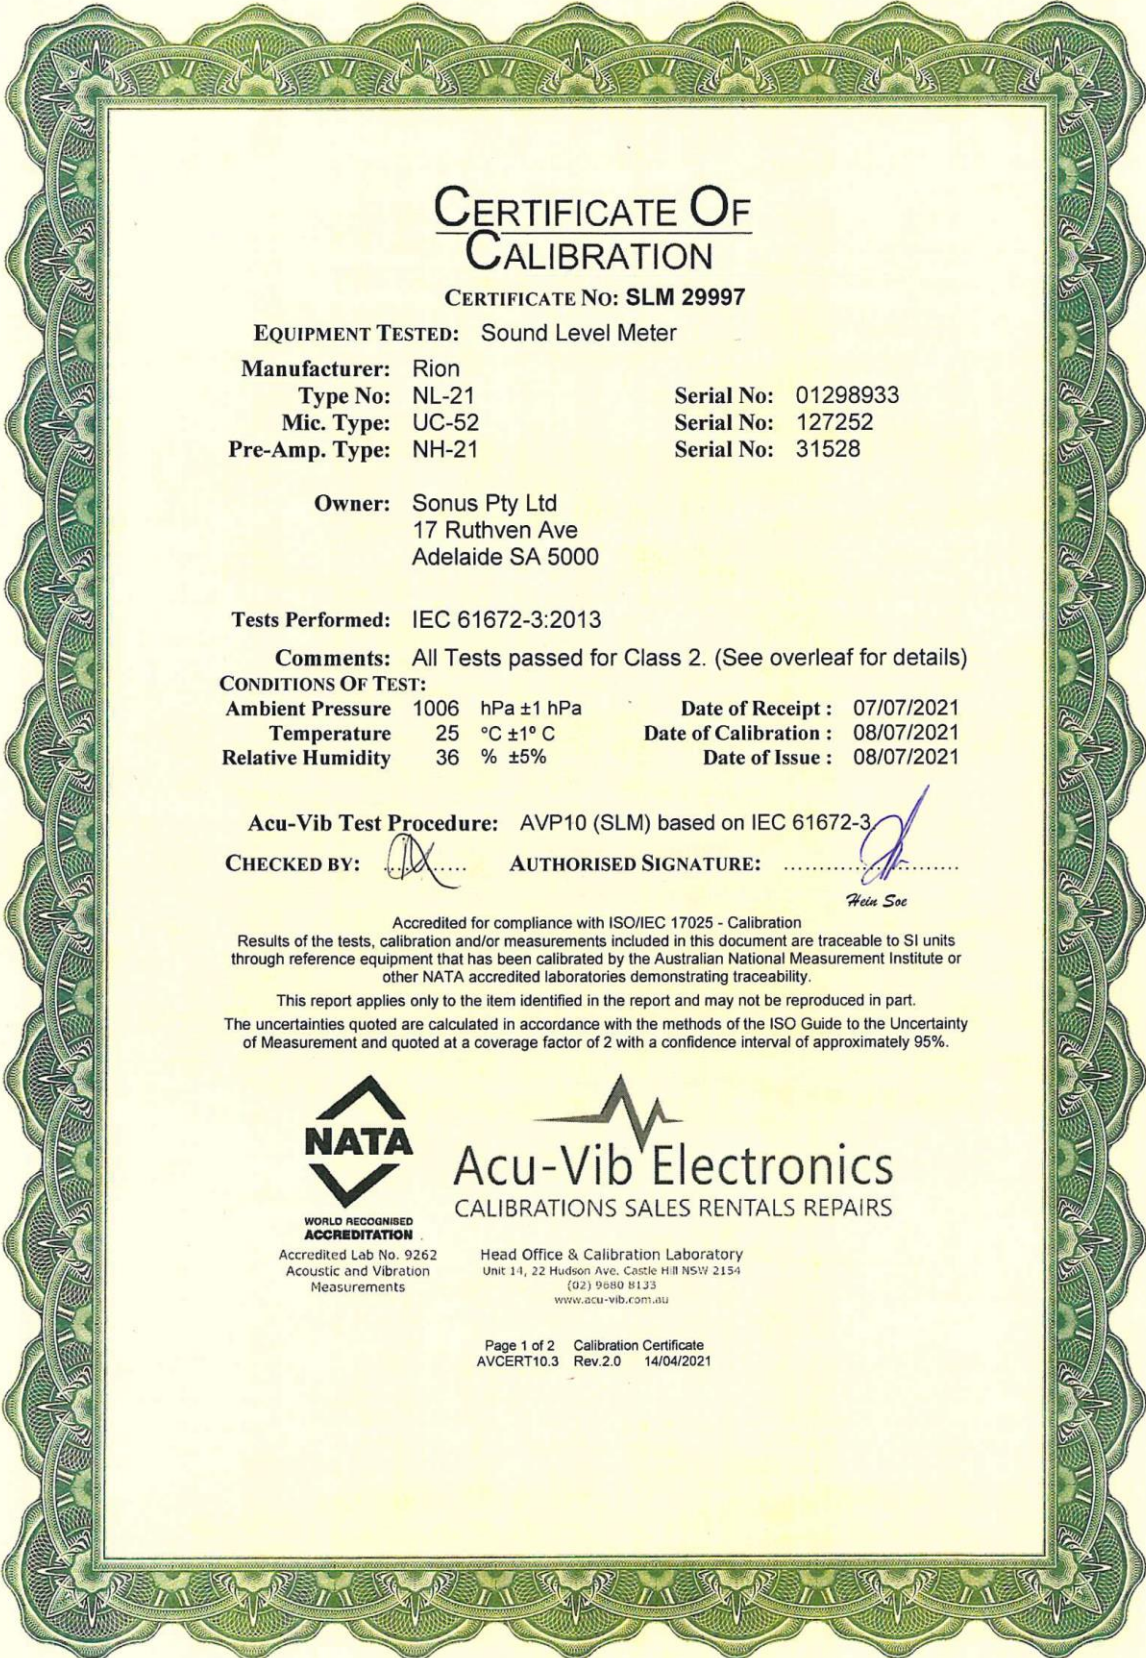 CERTIFICATE OF
CALIBRATION
CERTIFICATE NO: SLM 29997
EQUIPMENT TESTED: Sound Level Meter
Manufacturer: Rion
Type No: NL-21 Serial No: 01298933
Mic. Type: UC-52 Serial No: 127252
Pre-Amp. Type: NH-21 Serial No: 31528
Owner: Sonus Pty Ltd
17 Ruthven Ave
Adelaide SA 5000
Tests Performed: IEC 61672-3:2013
Comments: All Tests passed for Class 2. (See overleaf for details)
CONDITIONS OF TEST:
Ambient Pressure 1006 hPa ±1 hPa Date of Receipt : 07/07/2021
Temperature 25 °C ±1° C Date of Calibration : 08/07/2021
Relative Humidity 36 % ±5% Date of Issue : 08/07/2021
Acu-Vib Test Procedure: AVP10 (SLM) based on IEC 61672-3
CHECKED BY: ........ AUTHORISED SIGNATURE: ........................
Hein Soe
Accredited for compliance with ISO/IEC 17025 - Calibration
Results of the tests, calibration and/or measurements included in this document are traceable to SI units
through reference equipment that has been calibrated by the Australian National Measurement Institute or
other NATA accredited laboratories demonstrating traceability.
This report applies only to the item identified in the report and may not be reproduced in part.
The uncertainties quoted are calculated in accordance with the methods of the ISO Guide to the Uncertainty
of Measurement and quoted at a coverage factor of 2 with a confidence interval of approximately 95%.
NATA
WORLD RECOGNISED
ACCREDITATION
Accredited Lab No. 9262
Acoustic and Vibration
Measurements
Acu-Vib Electronics
CALIBRATIONS SALES RENTALS REPAIRS
Head Office & Calibration Laboratory
Unit 14, 22 Hudson Ave. Castle Hill NSW 2154
(02) 9680 8133
www.acu-vib.com.au
Page 1 of 2 Calibration Certificate
AVCERT10.3 Rev.2.0 14/04/2021